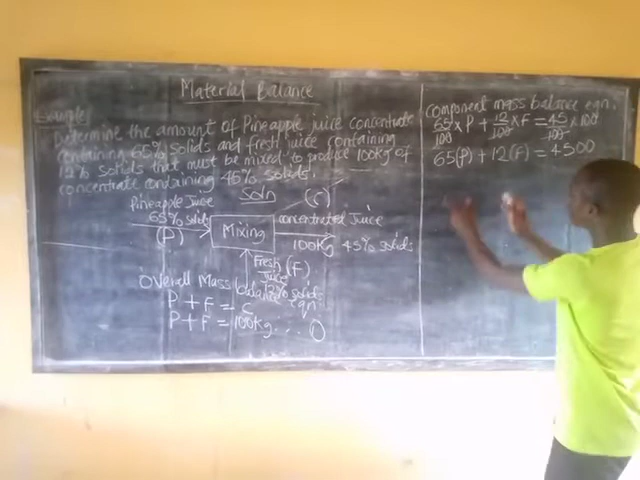 Material Balance
Example
Determine the amount of Pineapple juice concentrate
containing 65% solids and fresh juice containing
12% solids that must be mixed to produce 100kg of
concentrate containing 45% solids.
Soln
Pineapple Juice
65% solids
(P)
Mixing
(C)
concentrated Juice
100kg 45% solids
Fresh (F)
Juice
12% solids
Overall Mass balance eqn
P + F = C
P + F = 100kg ... ①
Component mass balance eqn.
65/100 x P + 12/100 x F = 45/100 x 100
65(P) + 12(F) = 4500